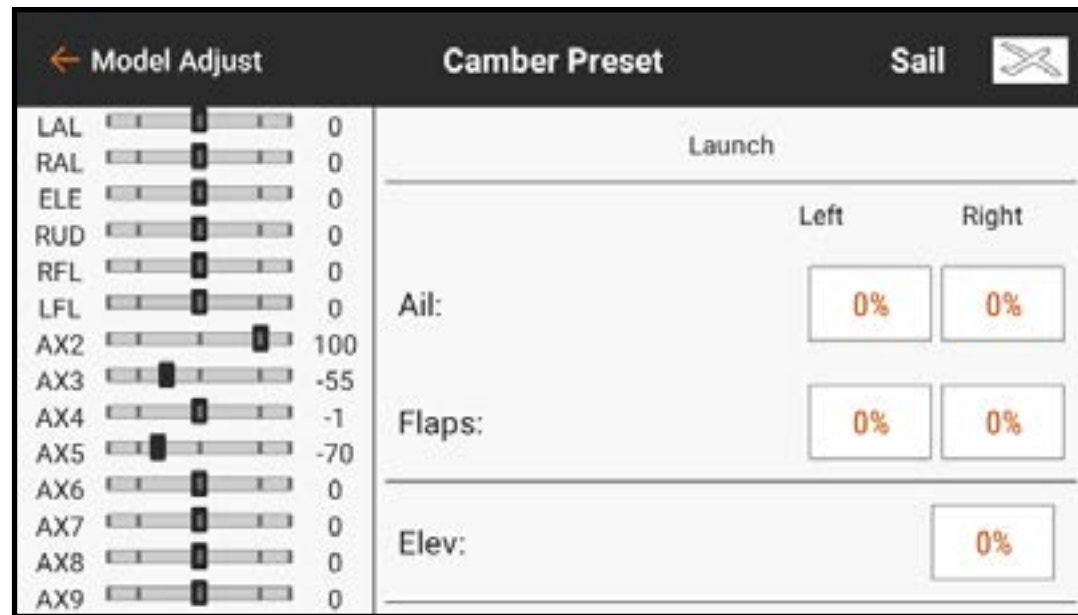 ← Model Adjust Camber Preset Sail
LAL 0
RAL 0
ELE 0
RUD 0
RFL 0
LFL 0
AX2 100
AX3 -55
AX4 -1
AX5 -70
AX6 0
AX7 0
AX8 0
AX9 0
Launch
Left Right
Ail: 0% 0%
Flaps: 0% 0%
Elev: 0%